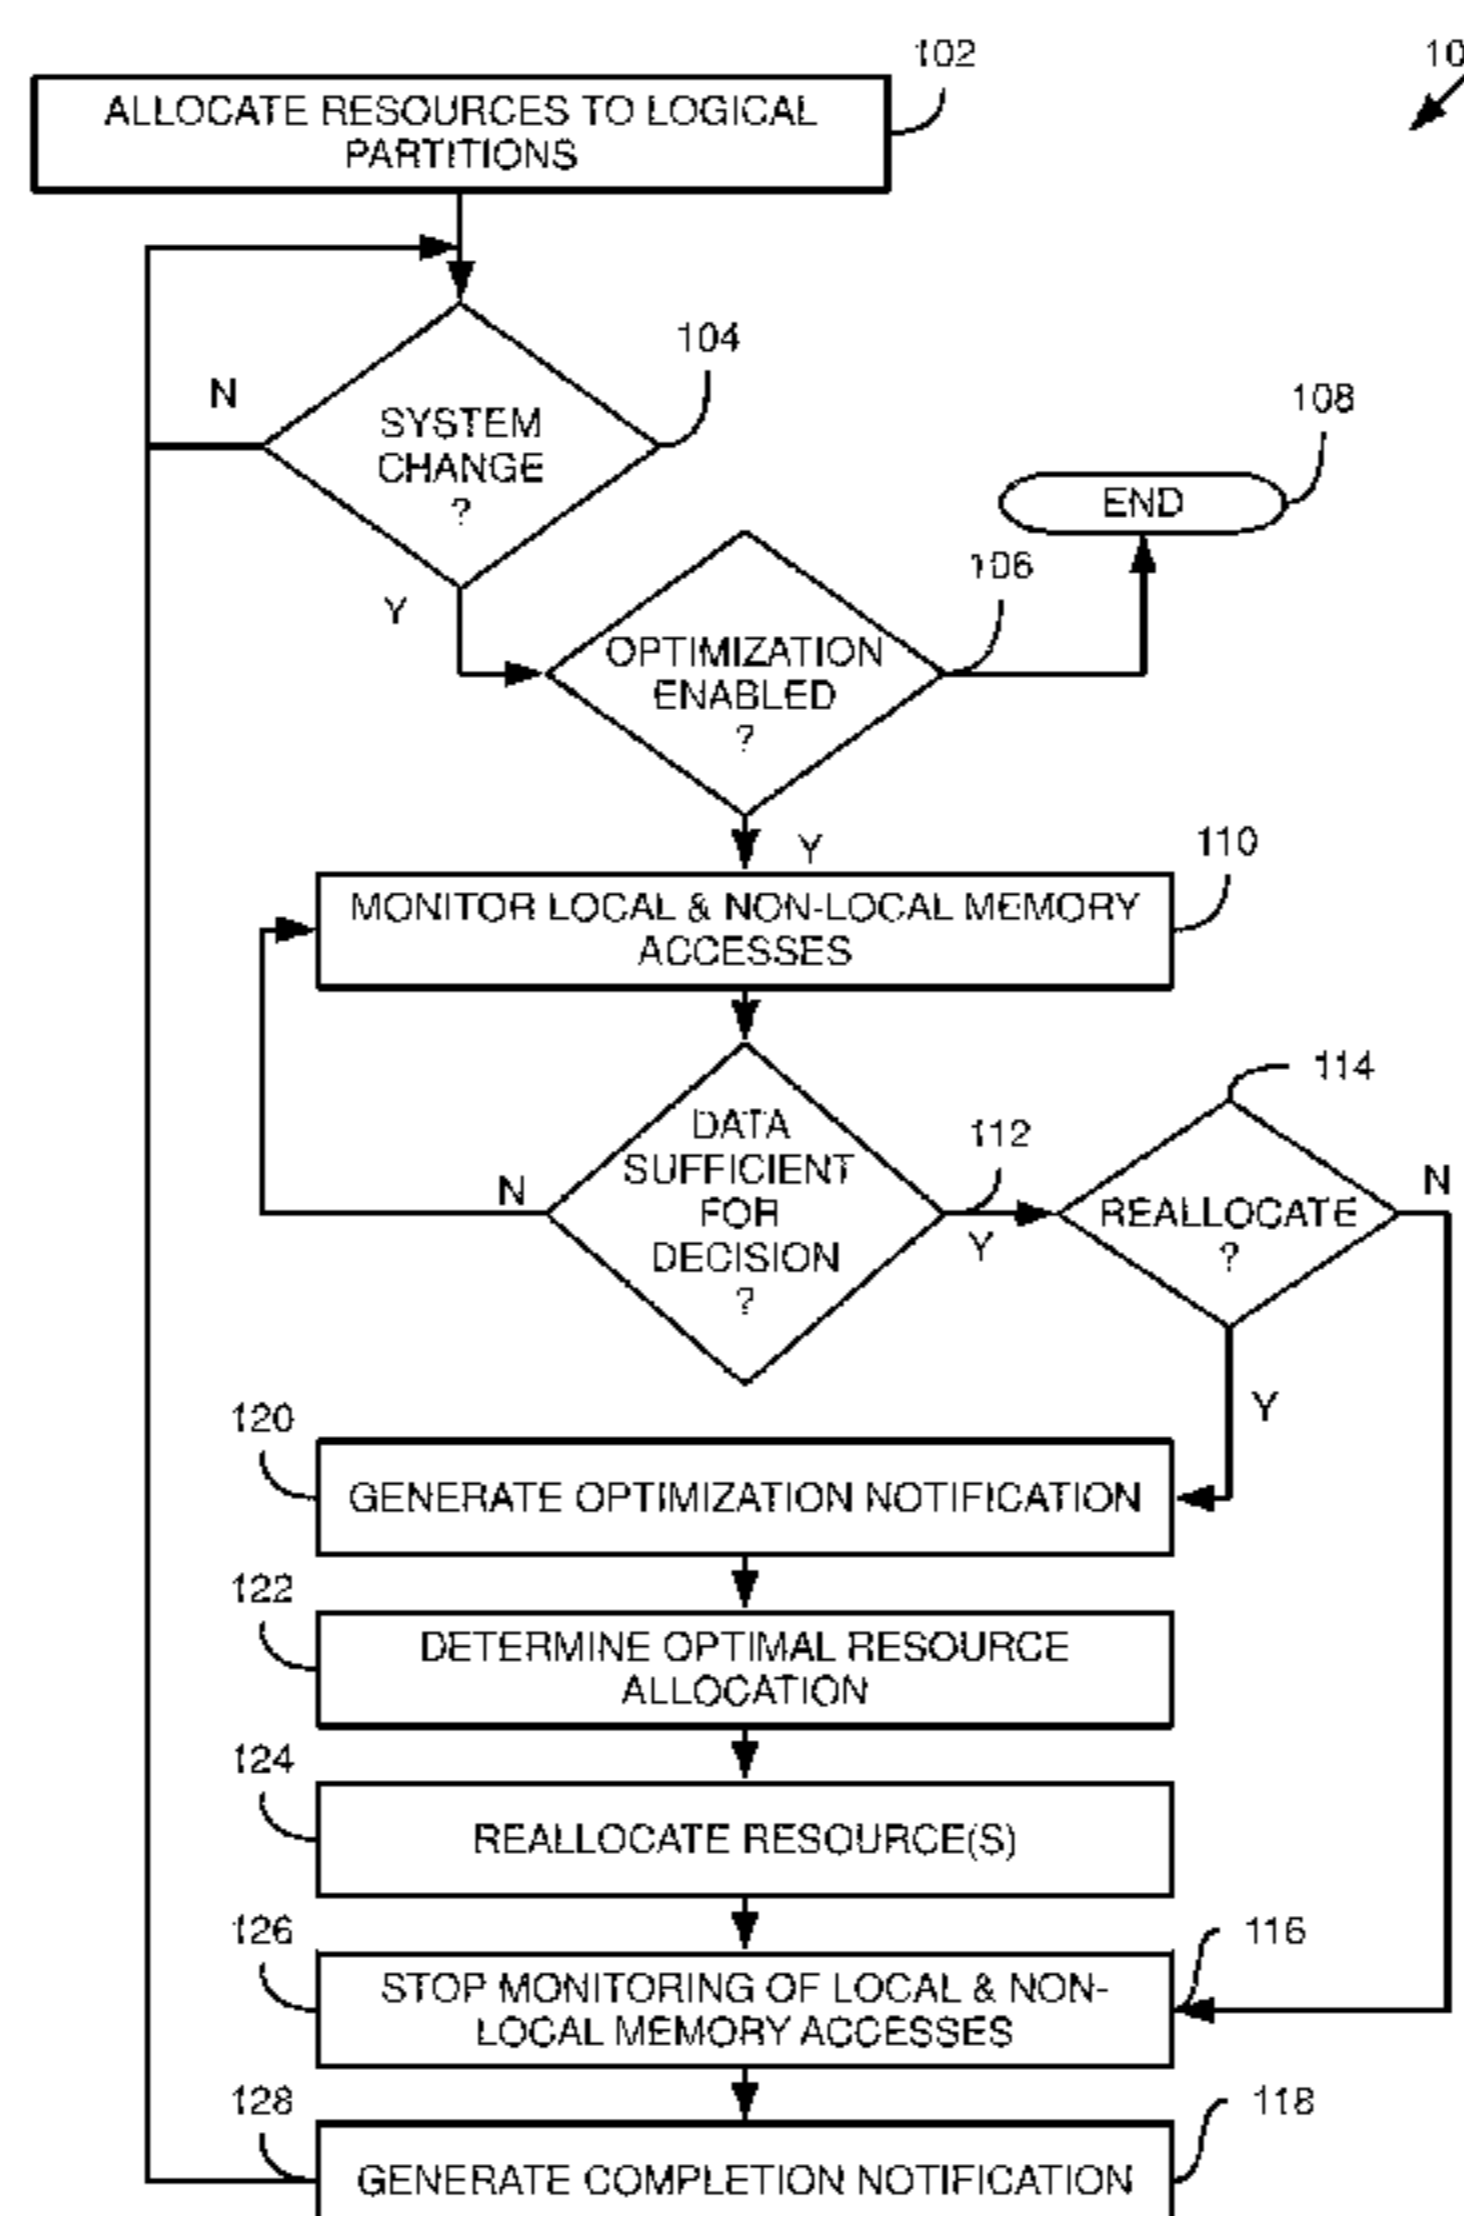 102
10
ALLOCATE RESOURCES TO LOGICAL
PARTITIONS
104
N
SYSTEM
CHANGE
?
108
END
Y
106
OPTIMIZATION
ENABLED
?
Y
110
MONITOR LOCAL & NON-LOCAL MEMORY
ACCESSES
114
DATA
SUFFICIENT
FOR
DECISION
?
N
112
Y
REALLOCATE
?
N
Y
120
GENERATE OPTIMIZATION NOTIFICATION
122
DETERMINE OPTIMAL RESOURCE
ALLOCATION
124
REALLOCATE RESOURCE(S)
126
116
STOP MONITORING OF LOCAL & NON-
LOCAL MEMORY ACCESSES
128
118
GENERATE COMPLETION NOTIFICATION